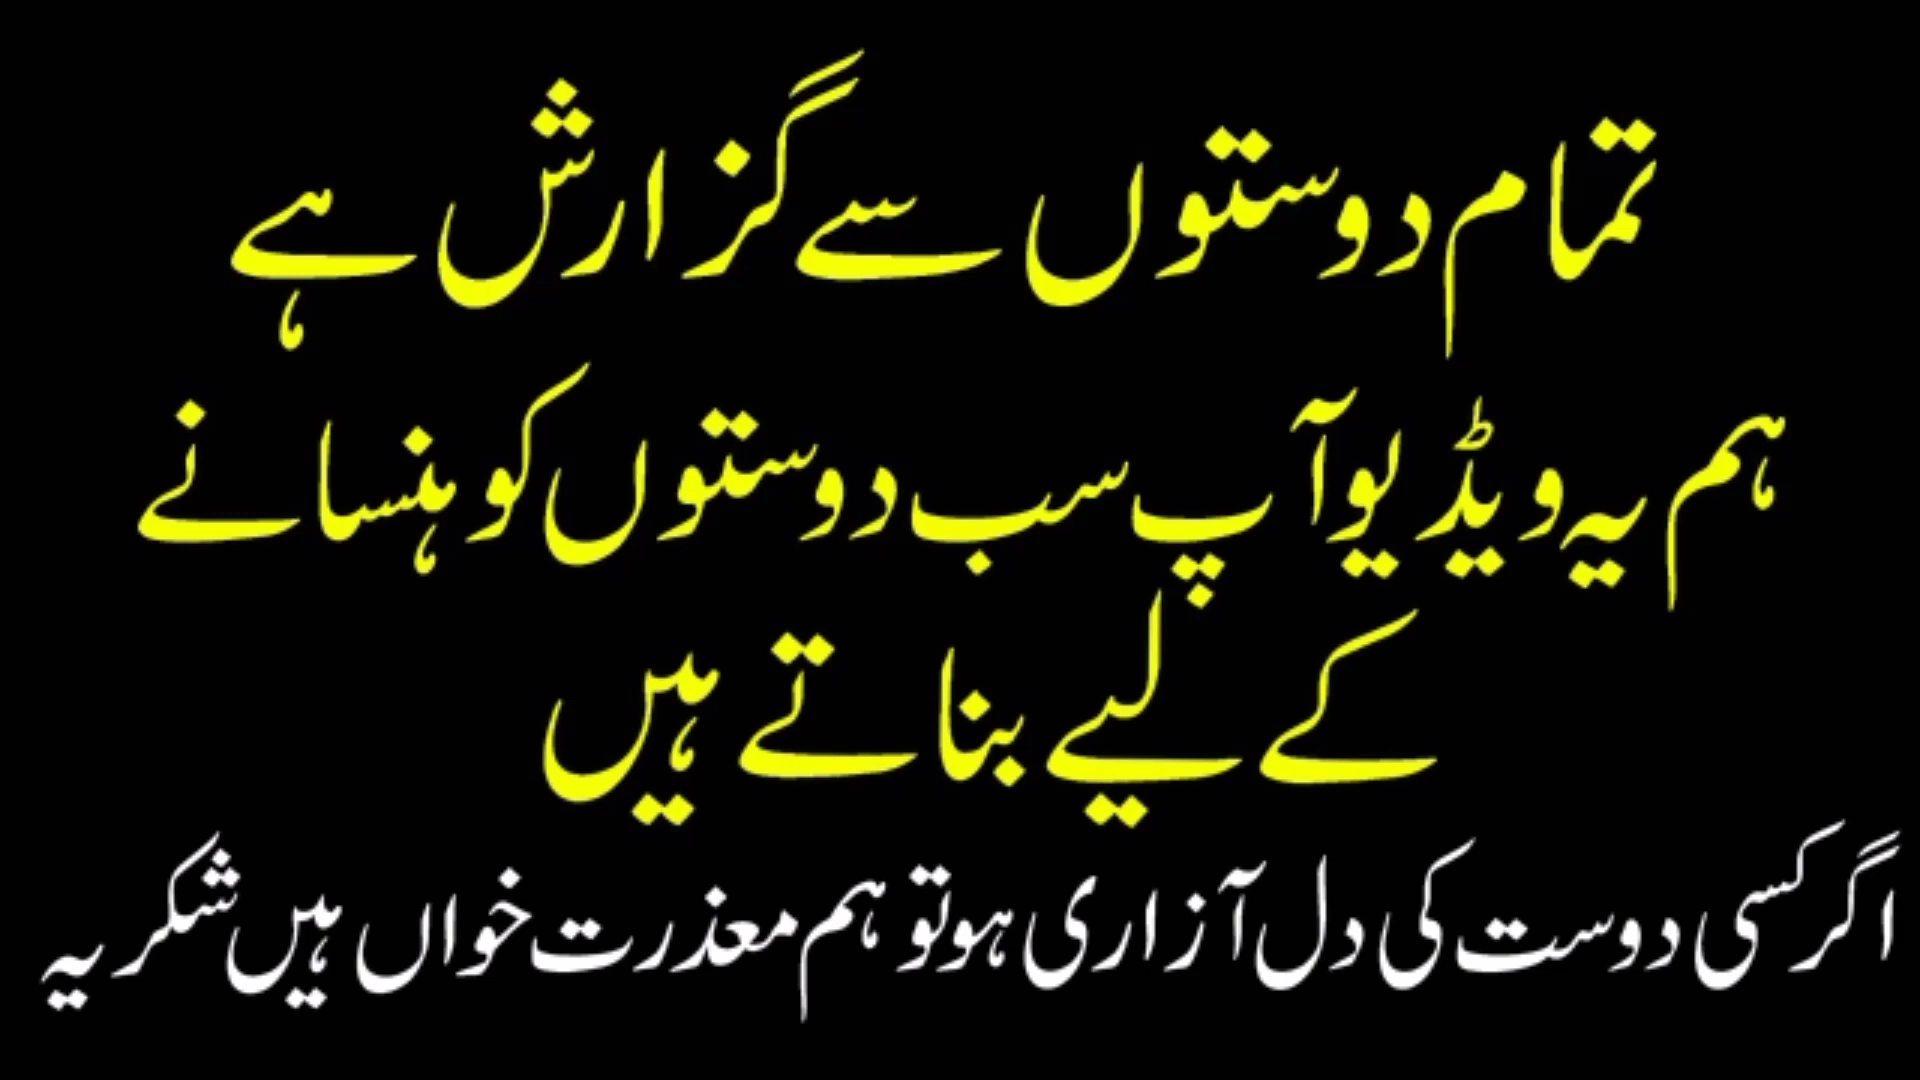 تمام دوستوں سے گزارش ہے
ہم یہ ویڈیو آپ سب دوستوں کو ہنسانے
کے لیے بناتے ہیں
اگر کسی دوست کی دل آزاری ہو تو ہم معذرت خواں ہیں شکریہ